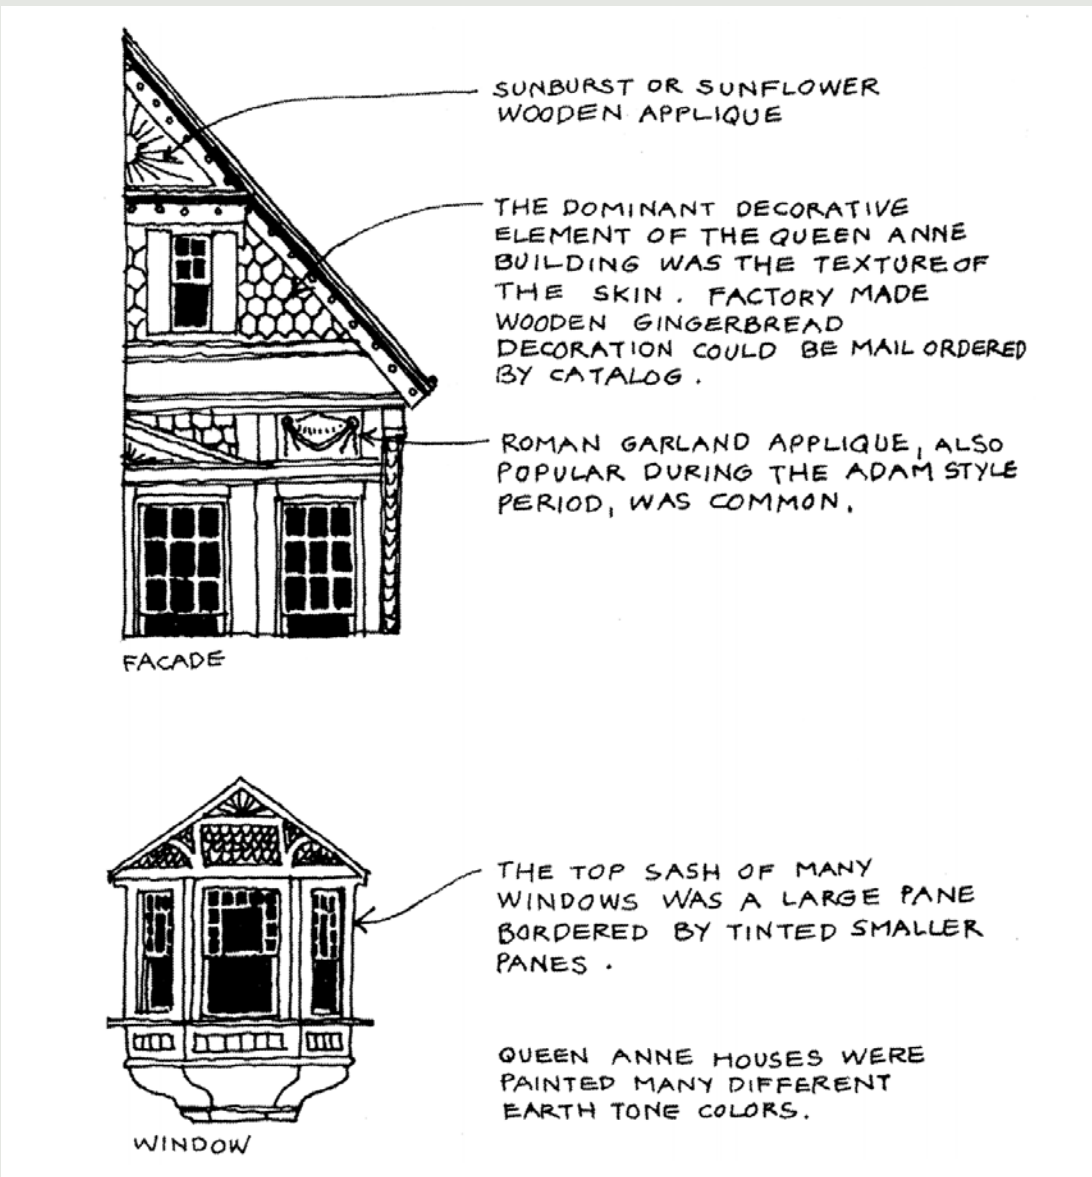 SUNBURST OR SUNFLOWER
WOODEN APPLIQUE
THE DOMINANT DECORATIVE
ELEMENT OF THE QUEEN ANNE
BUILDING WAS THE TEXTURE OF
THE SKIN. FACTORY MADE
WOODEN GINGERBREAD
DECORATION COULD BE MAIL ORDERED
BY CATALOG.
ROMAN GARLAND APPLIQUE, ALSO
POPULAR DURING THE ADAM STYLE
PERIOD, WAS COMMON.
FACADE
THE TOP SASH OF MANY
WINDOWS WAS A LARGE PANE
BORDERED BY TINTED SMALLER
PANES.
QUEEN ANNE HOUSES WERE
PAINTED MANY DIFFERENT
EARTH TONE COLORS.
WINDOW